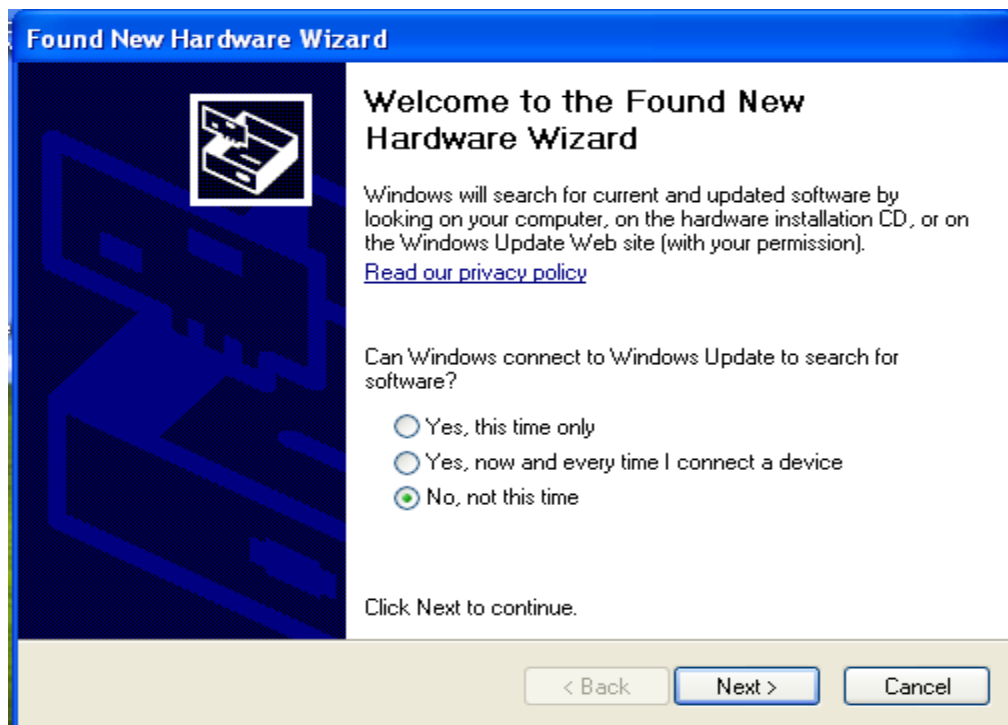 Found New Hardware Wizard
Welcome to the Found New
Hardware Wizard
Windows will search for current and updated software by
looking on your computer, on the hardware installation CD, or on
the Windows Update Web site (with your permission).
Read our privacy policy
Can Windows connect to Windows Update to search for
software?
Yes, this time only
Yes, now and every time I connect a device
No, not this time
Click Next to continue.
< Back Next > Cancel